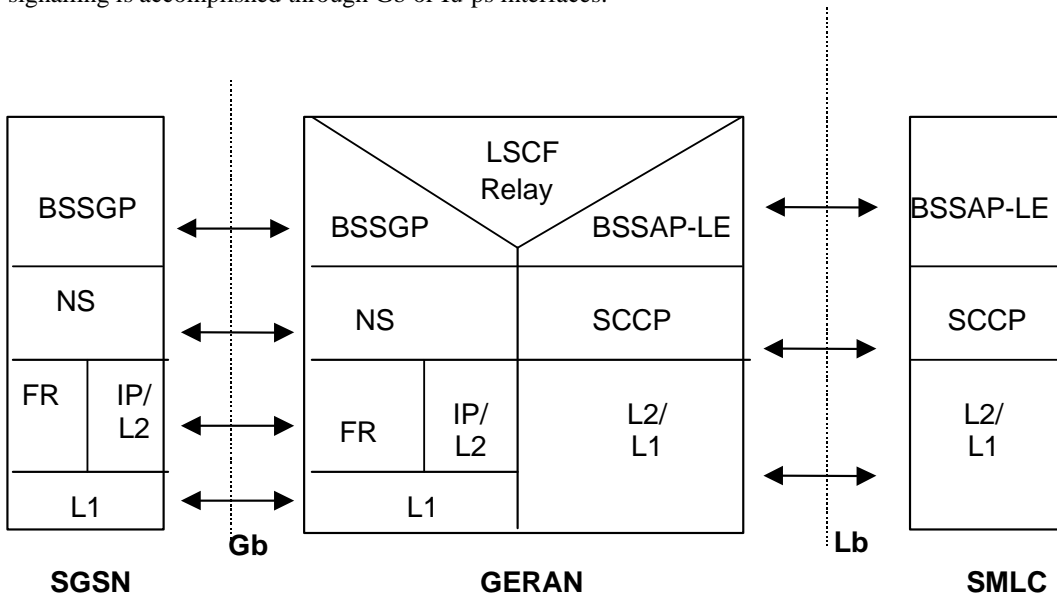 signalling is accomplished through Gb or Iu-ps interfaces.
LSCF
Relay
BSSGP
BSSGP
BSSAP-LE
BSSAP-LE
NS
NS
SCCP
SCCP
FR
IP/
L2
FR
IP/
L2
L2/
L1
L2/
L1
L1
L1
Gb
Lb
SGSN
GERAN
SMLC